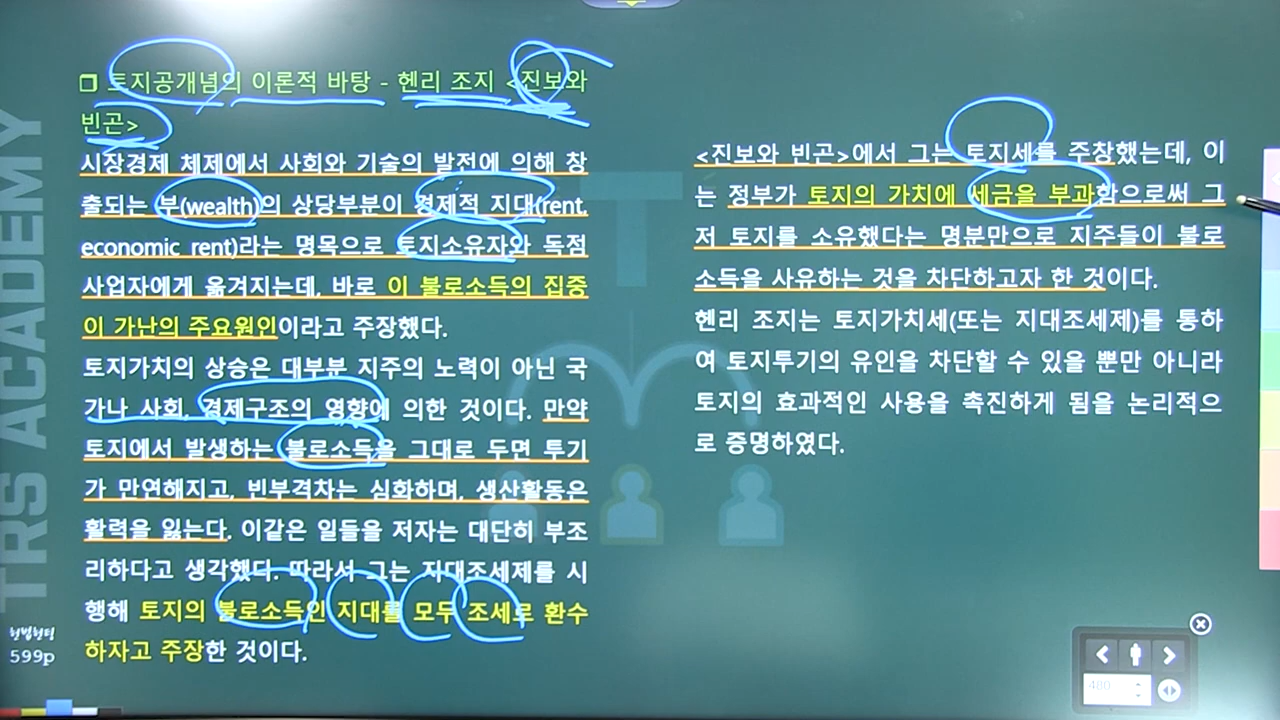 ❒ 토지공개념의 이론적 바탕 - 헨리 조지 <진보와
빈곤>
시장경제 체제에서 사회와 기술의 발전에 의해 창
출되는 부(wealth)의 상당부분이 경제적 지대(rent,
economic rent)라는 명목으로 토지소유자와 독점
사업자에게 옮겨지는데, 바로 이 불로소득의 집중
이 가난의 주요원인이라고 주장했다.
토지가치의 상승은 대부분 지주의 노력이 아닌 국
가나 사회, 경제구조의 영향에 의한 것이다. 만약
토지에서 발생하는 불로소득을 그대로 두면 투기
가 만연해지고, 빈부격차는 심화하며, 생산활동은
활력을 잃는다. 이같은 일들을 저자는 대단히 부조
리하다고 생각했다. 따라서 그는 지대조세제를 시
행해 토지의 불로소득인 지대를 모두 조세로 환수
하자고 주장한 것이다.
<진보와 빈곤>에서 그는 토지세를 주창했는데, 이
는 정부가 토지의 가치에 세금을 부과함으로써 그
저 토지를 소유했다는 명분만으로 지주들이 불로
소득을 사유하는 것을 차단하고자 한 것이다.
헨리 조지는 토지가치세(또는 지대조세제)를 통하
여 토지투기의 유인을 차단할 수 있을 뿐만 아니라
토지의 효과적인 사용을 촉진하게 됨을 논리적으
로 증명하였다.
TRS ACADEMY
599p
480